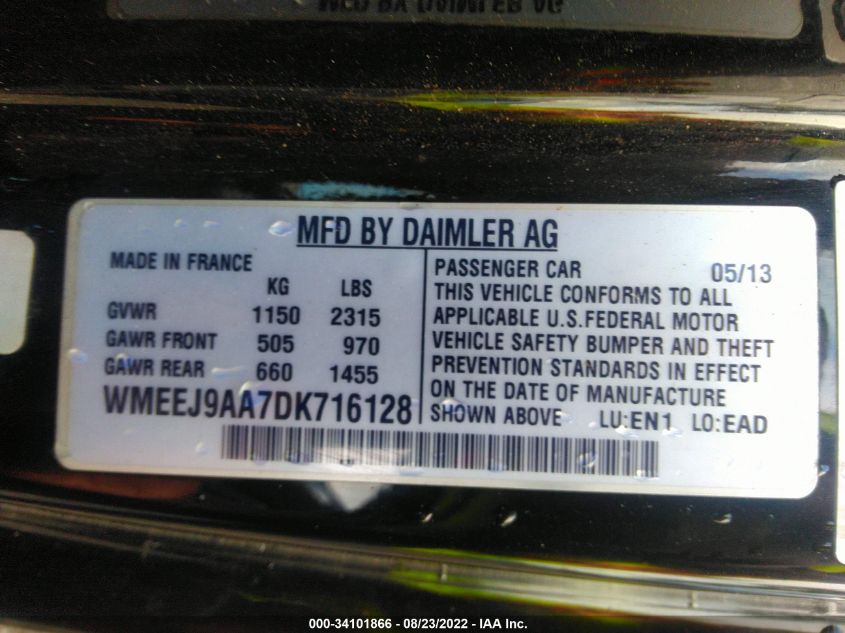 MFD BY DAIMLER AG
MADE IN FRANCE
KG LBS
GVWR 1150 2315
GAWR FRONT 505 970
GAWR REAR 660 1455
WMEEJ9AA7DK716128
PASSENGER CAR 05/13
THIS VEHICLE CONFORMS TO ALL
APPLICABLE U.S.FEDERAL MOTOR
VEHICLE SAFETY BUMPER AND THEFT
PREVENTION STANDARDS IN EFFECT
ON THE DATE OF MANUFACTURE
SHOWN ABOVE LU:EN1 LO:EAD
000-34101866 - 08/23/2022 - IAA Inc.